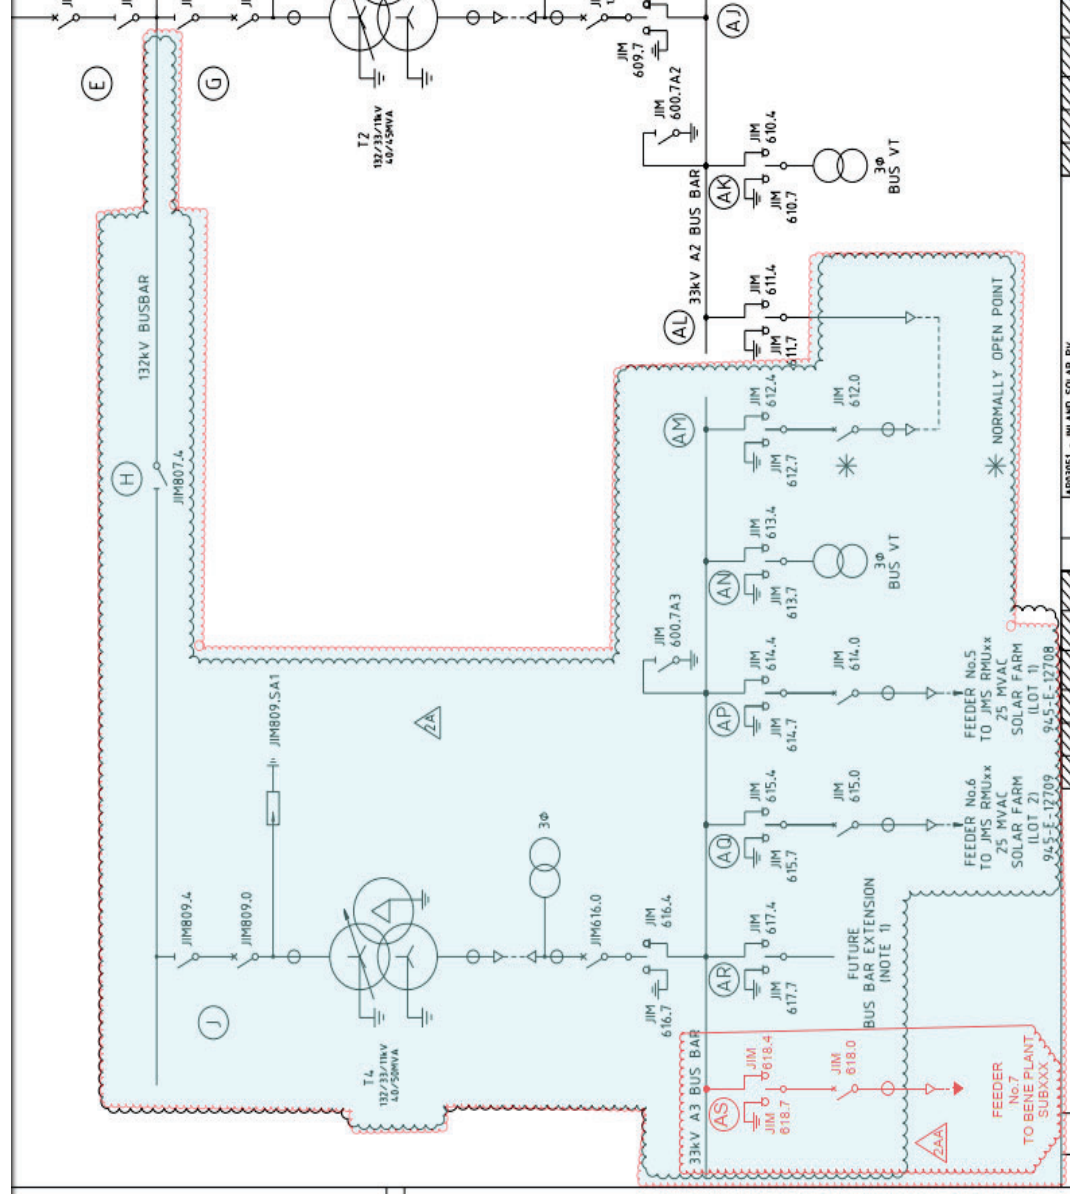 E
G
T2
132/33/11kV
40/45MVA
JIM
609.7
AJ
JIM
600.7A2
JIM
610.4
AK
JIM
610.7
3Φ
BUS VT
33kV A2 BUS BAR
132kV BUSBAR
AL
JIM
611.4
JIM
611.7
NORMALLY OPEN POINT
H
JIM807.4
AM
JIM
612.4
JIM
612.7
JIM
612.0
AN
JIM
613.4
JIM
613.7
3Φ
BUS VT
JIM
600.7A3
AP
JIM
614.4
JIM
614.7
JIM
614.0
FEEDER No.5
TO JMS RMUxx
25 MVAC
SOLAR FARM
(LOT 1)
945-E-12708
JIM809.SA1
2A
AQ
JIM
615.4
JIM
615.7
JIM
615.0
FEEDER No.6
TO JMS RMUxx
25 MVAC
SOLAR FARM
(LOT 2)
945-E-12709
3Φ
JIM809.4
JIM809.0
JIM616.0
JIM
616.4
JIM
616.7
AR
JIM
617.4
JIM
617.7
FUTURE
BUS BAR EXTENSION
(NOTE 1)
J
T4
132/33/11kV
40/50MVA
33kV A3 BUS BAR
AS
JIM
618.4
JIM
618.7
JIM
618.0
FEEDER
No.7
TO BENE PLANT
SUBXXX
2AA